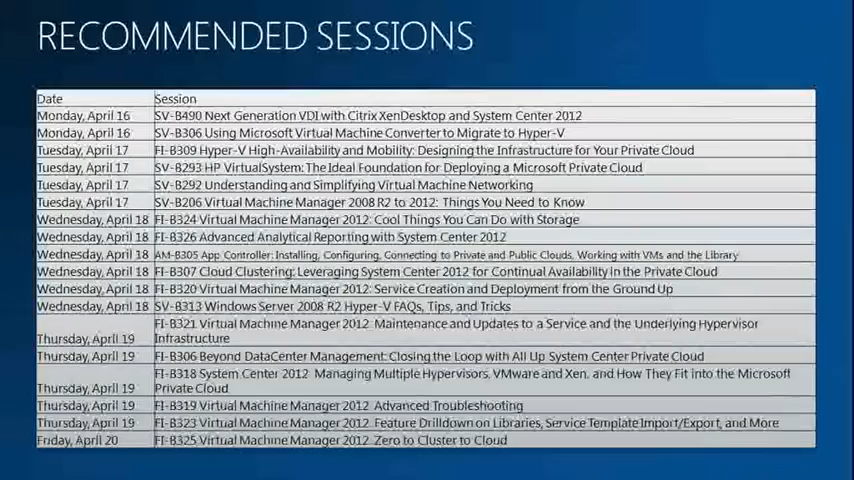 RECOMMENDED SESSIONS
Date Session
Monday, April 16 SV-B490 Next Generation VDI with Citrix XenDesktop and System Center 2012
Monday, April 16 SV-B306 Using Microsoft Virtual Machine Converter to Migrate to Hyper-V
Tuesday, April 17 FI-B309 Hyper-V High-Availability and Mobility: Designing the Infrastructure for Your Private Cloud
Tuesday, April 17 SV-B293 HP VirtualSystem: The Ideal Foundation for Deploying a Microsoft Private Cloud
Tuesday, April 17 SV-B292 Understanding and Simplifying Virtual Machine Networking
Tuesday, April 17 SV-B206 Virtual Machine Manager 2008 R2 to 2012: Things You Need to Know
Wednesday, April 18 FI-B324 Virtual Machine Manager 2012: Cool Things You Can Do with Storage
Wednesday, April 18 FI-B326 Advanced Analytical Reporting with System Center 2012
Wednesday, April 18 AM-B305 App Controller: Installing, Configuring, Connecting to Private and Public Clouds, Working with VMs and the Library
Wednesday, April 18 FI-B307 Cloud Clustering: Leveraging System Center 2012 for Continual Availability in the Private Cloud
Wednesday, April 18 FI-B320 Virtual Machine Manager 2012: Service Creation and Deployment from the Ground Up
Wednesday, April 18 SV-B313 Windows Server 2008 R2 Hyper-V FAQs, Tips, and Tricks
FI-B321 Virtual Machine Manager 2012: Maintenance and Updates to a Service and the Underlying Hypervisor
Thursday, April 19 Infrastructure
Thursday, April 19 FI-B306 Beyond DataCenter Management: Closing the Loop with All Up System Center Private Cloud
FI-B318 System Center 2012: Managing Multiple Hypervisors, VMware and Xen, and How They Fit into the Microsoft
Thursday, April 19 Private Cloud
Thursday, April 19 FI-B319 Virtual Machine Manager 2012: Advanced Troubleshooting
Thursday, April 19 FI-B323 Virtual Machine Manager 2012: Feature Drilldown on Libraries, Service Template Import/Export, and More
Friday, April 20 FI-B325 Virtual Machine Manager 2012: Zero to Cluster to Cloud